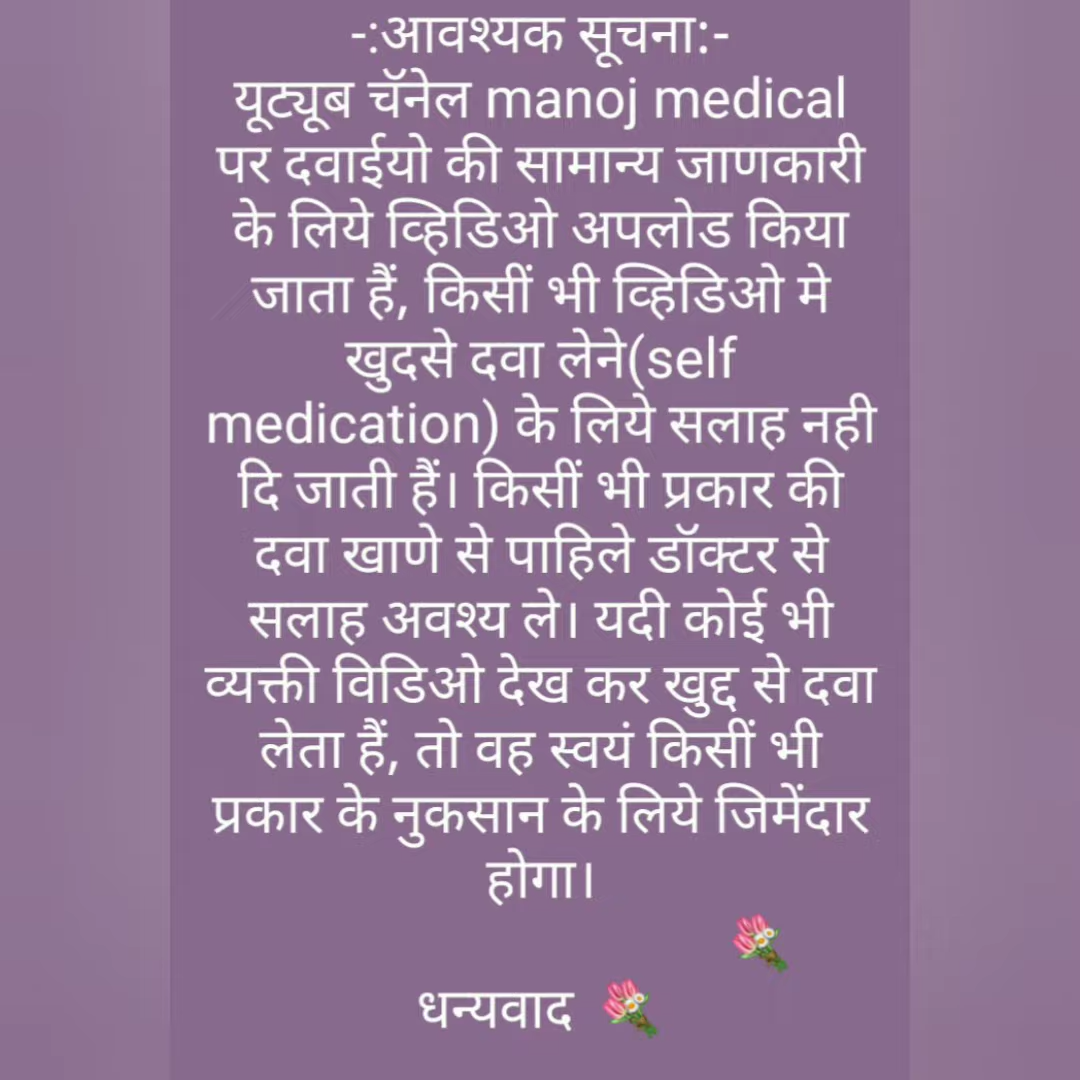 -:आवश्यक सूचना:-
यूट्यूब चॅनेल manoj medical
पर दवाईयो की सामान्य जाणकारी
के लिये व्हिडिओ अपलोड किया
जाता हैं, किसीं भी व्हिडिओ मे
खुदसे दवा लेने(self
medication) के लिये सलाह नही
दि जाती हैं। किसीं भी प्रकार की
दवा खाणे से पाहिले डॉक्टर से
सलाह अवश्य ले। यदी कोई भी
व्यक्ती विडिओ देख कर खुद्द से दवा
लेता हैं, तो वह स्वयं किसीं भी
प्रकार के नुकसान के लिये जिमेंदार
होगा।
धन्यवाद